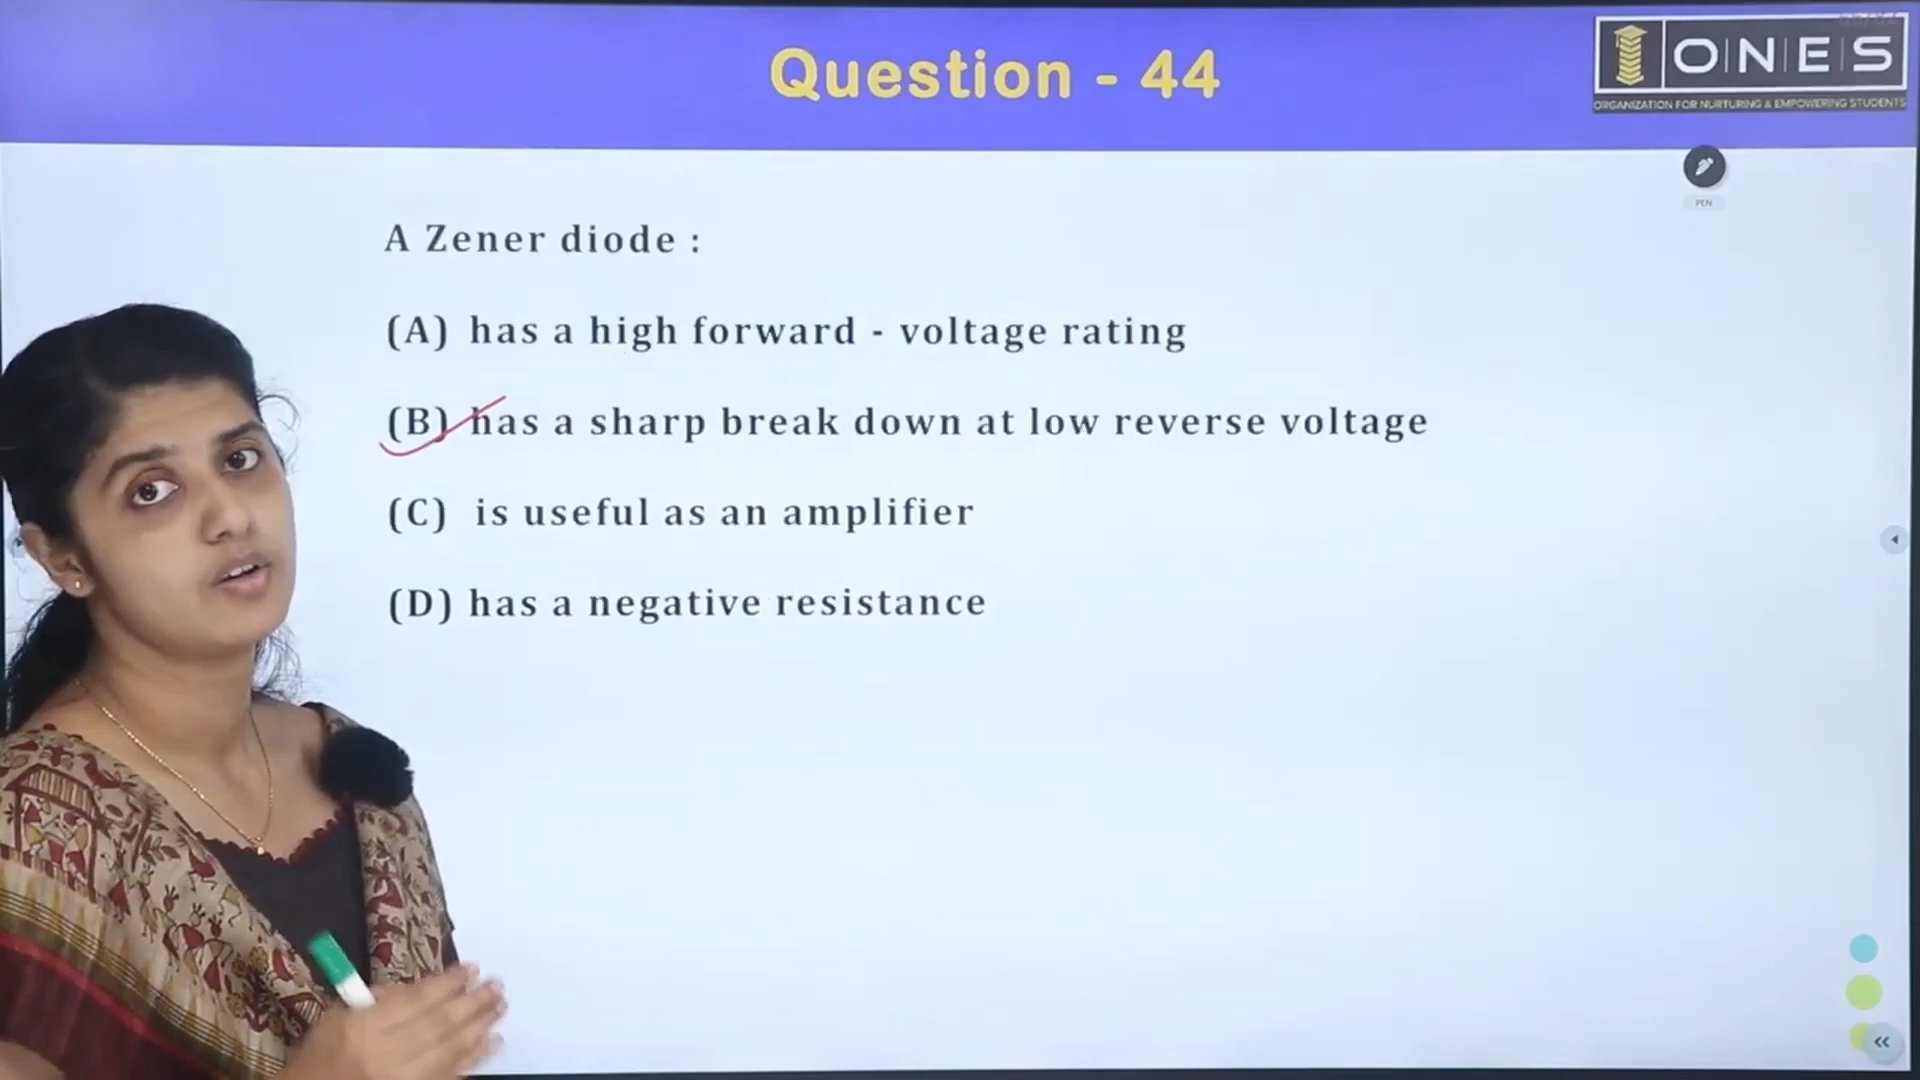 Question - 44
ONES
ORGANIZATION FOR NURTURING & EMPOWERING STUDENTS
PEN
A Zener diode :
(A) has a high forward - voltage rating
(B) has a sharp break down at low reverse voltage
(C) is useful as an amplifier
(D) has a negative resistance